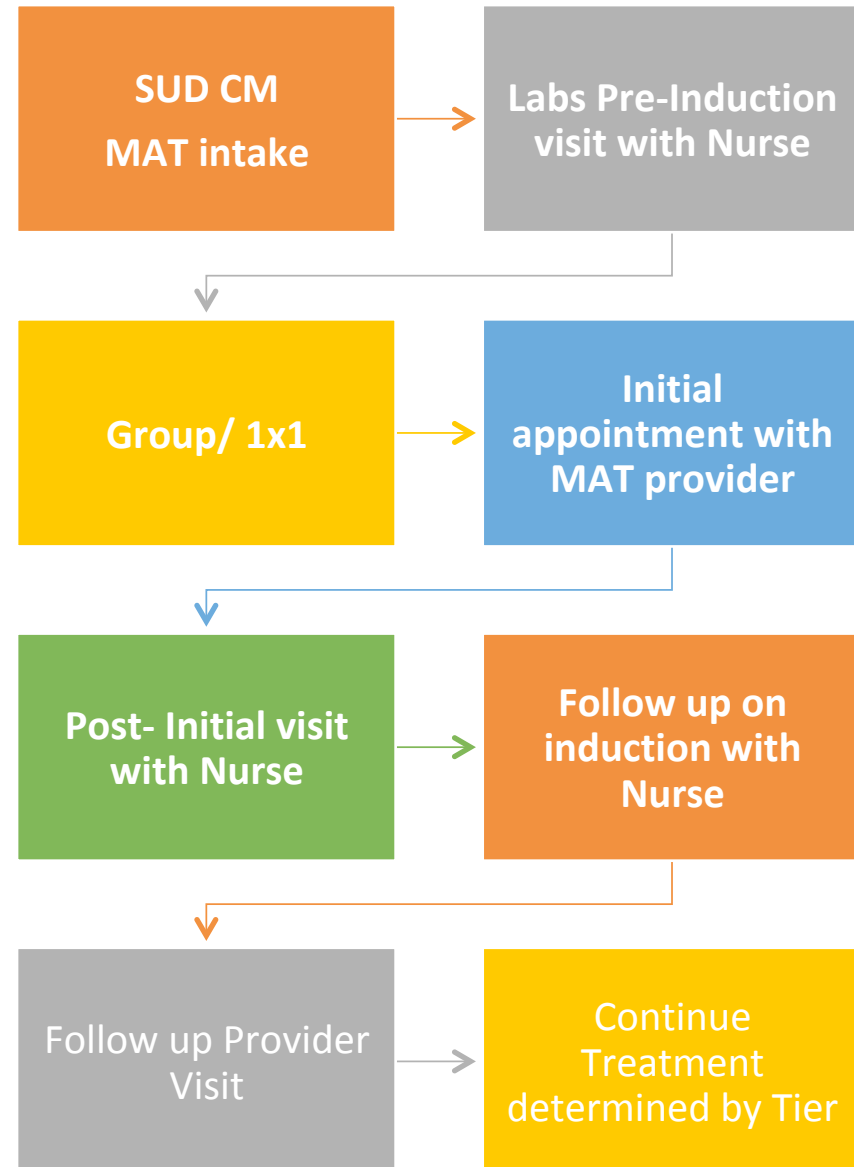 SUD CM
MAT intake
Labs Pre-Induction
visit with Nurse
Group/ 1x1
Initial
appointment with
MAT provider
Post- Initial visit
with Nurse
Follow up on
induction with
Nurse
Follow up Provider
Visit
Continue
Treatment
determined by Tier